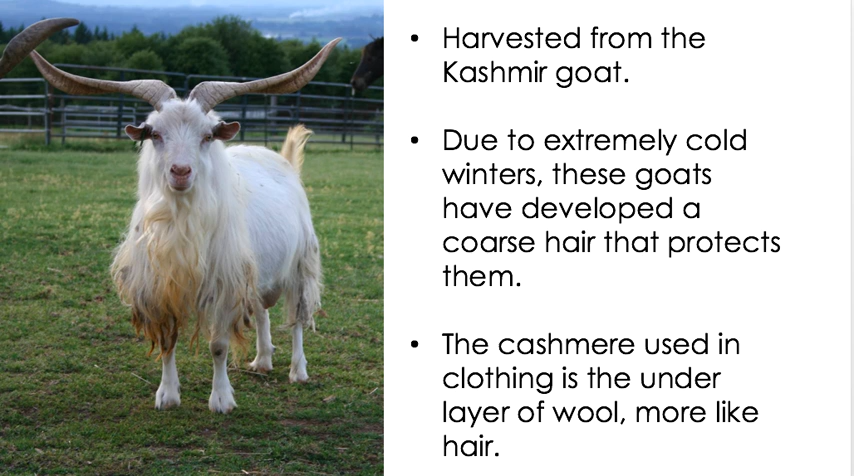 • Harvested from the
Kashmir goat.
• Due to extremely cold
winters, these goats
have developed a
coarse hair that protects
them.
• The cashmere used in
clothing is the under
layer of wool, more like
hair.